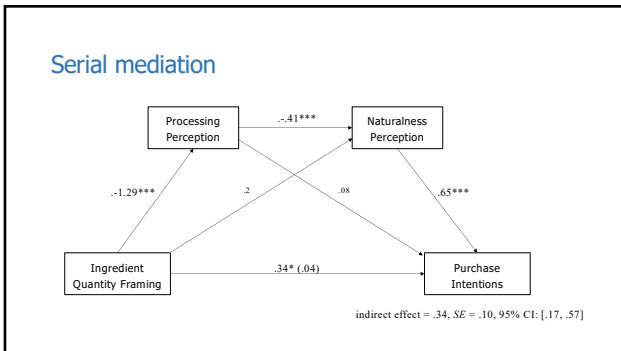 Serial mediation
Processing
Perception
.-.41***
Naturalness
Perception
.-1.29***
.2
.08
.65***
Ingredient
Quantity Framing
.34* (.04)
Purchase
Intentions
indirect effect = .34, SE = .10, 95% CI: [.17, .57]